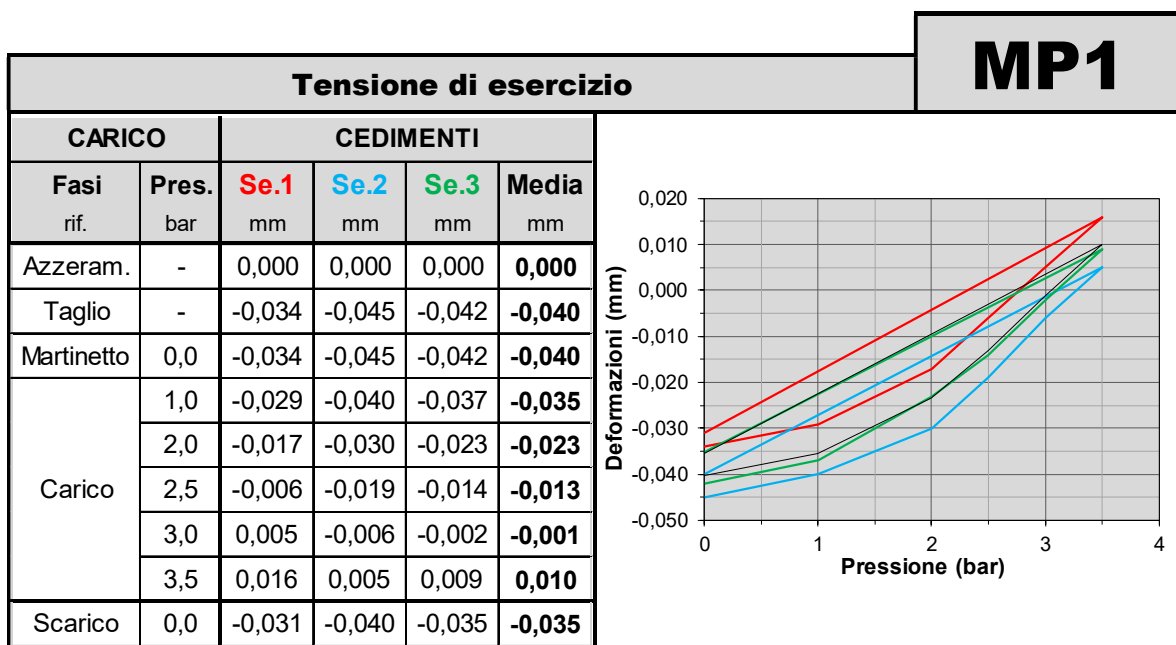 MP1
Tensione di esercizio
CARICO CEDIMENTI
Fasi Pres. Se.1 Se.2 Se.3 Media
rif. bar mm mm mm mm
Azzeram. - 0,000 0,000 0,000 0,000
Taglio - -0,034 -0,045 -0,042 -0,040
Martinetto 0,0 -0,034 -0,045 -0,042 -0,040
Carico
1,0 -0,029 -0,040 -0,037 -0,035
2,0 -0,017 -0,030 -0,023 -0,023
2,5 -0,006 -0,019 -0,014 -0,013
3,0 0,005 -0,006 -0,002 -0,001
3,5 0,016 0,005 0,009 0,010
Scarico 0,0 -0,031 -0,040 -0,035 -0,035
Deformazioni (mm)
0,020
0,010
0,000
-0,010
-0,020
-0,030
-0,040
-0,050
0 1 2 3 4
Pressione (bar)